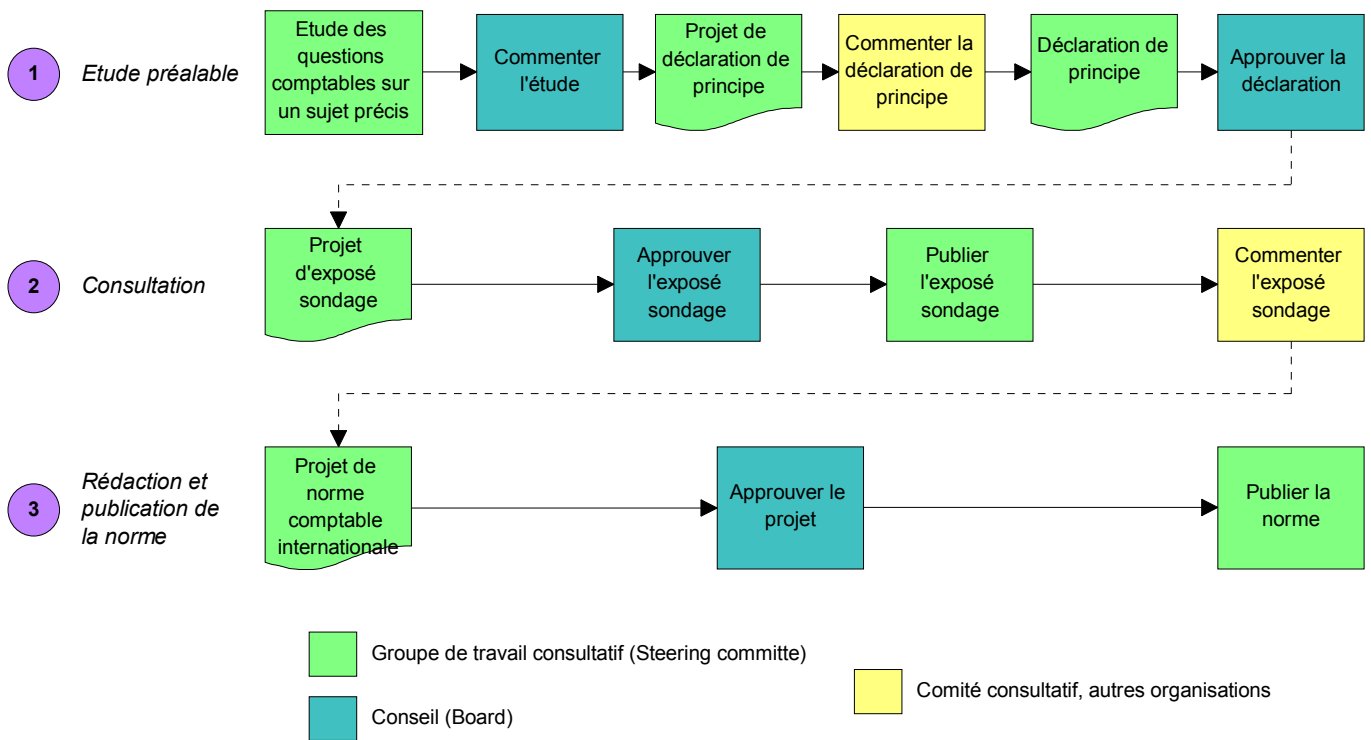 1
Etude préalable
Etude des
questions
comptables sur
un sujet précis
Commenter
l'étude
Projet de
déclaration de
principe
Commenter la
déclaration de
principe
Déclaration de
principe
Approuver la
déclaration
2
Consultation
Projet
d'exposé
sondage
Approuver
l'exposé
sondage
Publier
l'exposé
sondage
Commenter
l'exposé
sondage
3
Rédaction et
publication de
la norme
Projet de
norme
comptable
internationale
Approuver le
projet
Publier la
norme
Groupe de travail consultatif (Steering committe)
Conseil (Board)
Comité consultatif, autres organisations